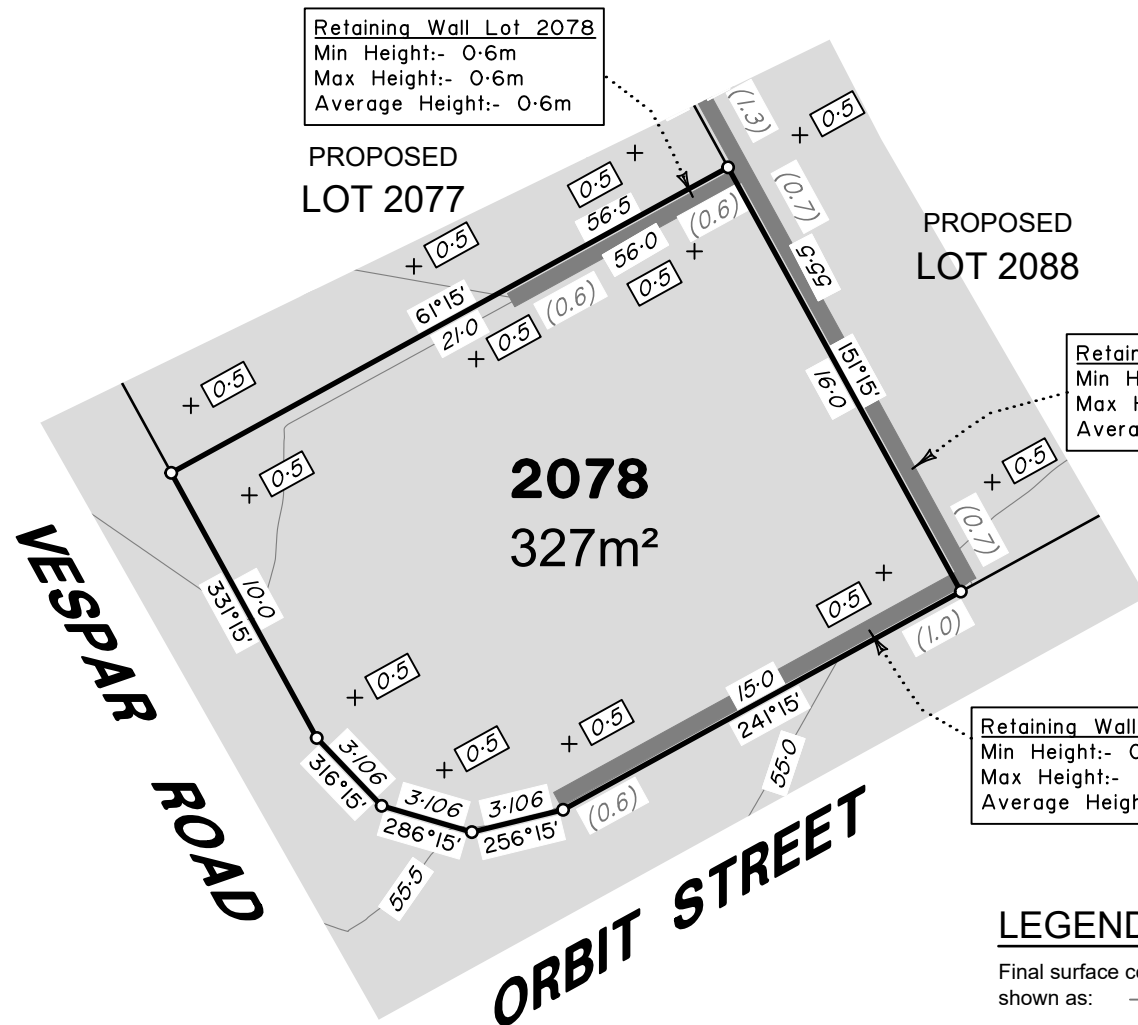 Retaining Wall Lot 2078
Min Height:- 0·6m
Max Height:- 0·6m
Average Height:- 0·6m
PROPOSED
LOT 2077
PROPOSED
LOT 2088
(1.3)
0·5
0·5
56·5
(0.6)
(0.7)
56·0
0·5
55·5
0·5
61°15'
21·0
(0.6)
0·5
0·5
151°15'
16·0
Min H
Max H
0·5
2078
327m²
0·5
(0.7)
VESPAR
ROAD
331°15'
10·0
0·5
(1.0)
0·5
15·0
241°15'
0·5
0·5
3·106
316°15'
3·106
286°15'
3·106
256°15'
(0.6)
55·0
55·5
Retaining Wall
Min Height:-
Max Height:-
Average
ORBIT STREET
LEGEND
Final surface
shown as: